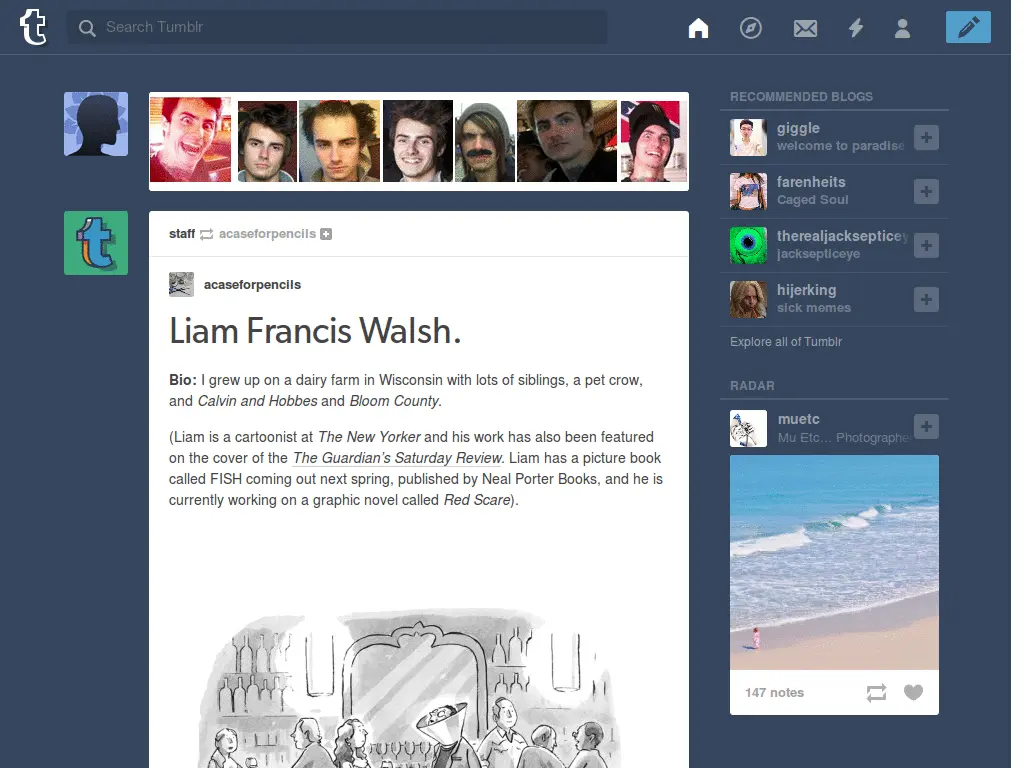 Search Tumblr
staff acaseforpencils
acaseforpencils
Liam Francis Walsh.
Bio: I grew up on a dairy farm in Wisconsin with lots of siblings, a pet crow,
and Calvin and Hobbes and Bloom County.
(Liam is a cartoonist at The New Yorker and his work has also been featured
on the cover of the The Guardian’s Saturday Review. Liam has a picture book
called FISH coming out next spring, published by Neal Porter Books, and he is
currently working on a graphic novel called Red Scare).
RECOMMENDED BLOGS
giggle
welcome to paradise
farenheits
Caged Soul
therealjacksepticey
jacksepticeye
hijerking
sick memes
Explore all of Tumblr
RADAR
muetc
Mu Etc... Photographe
147 notes